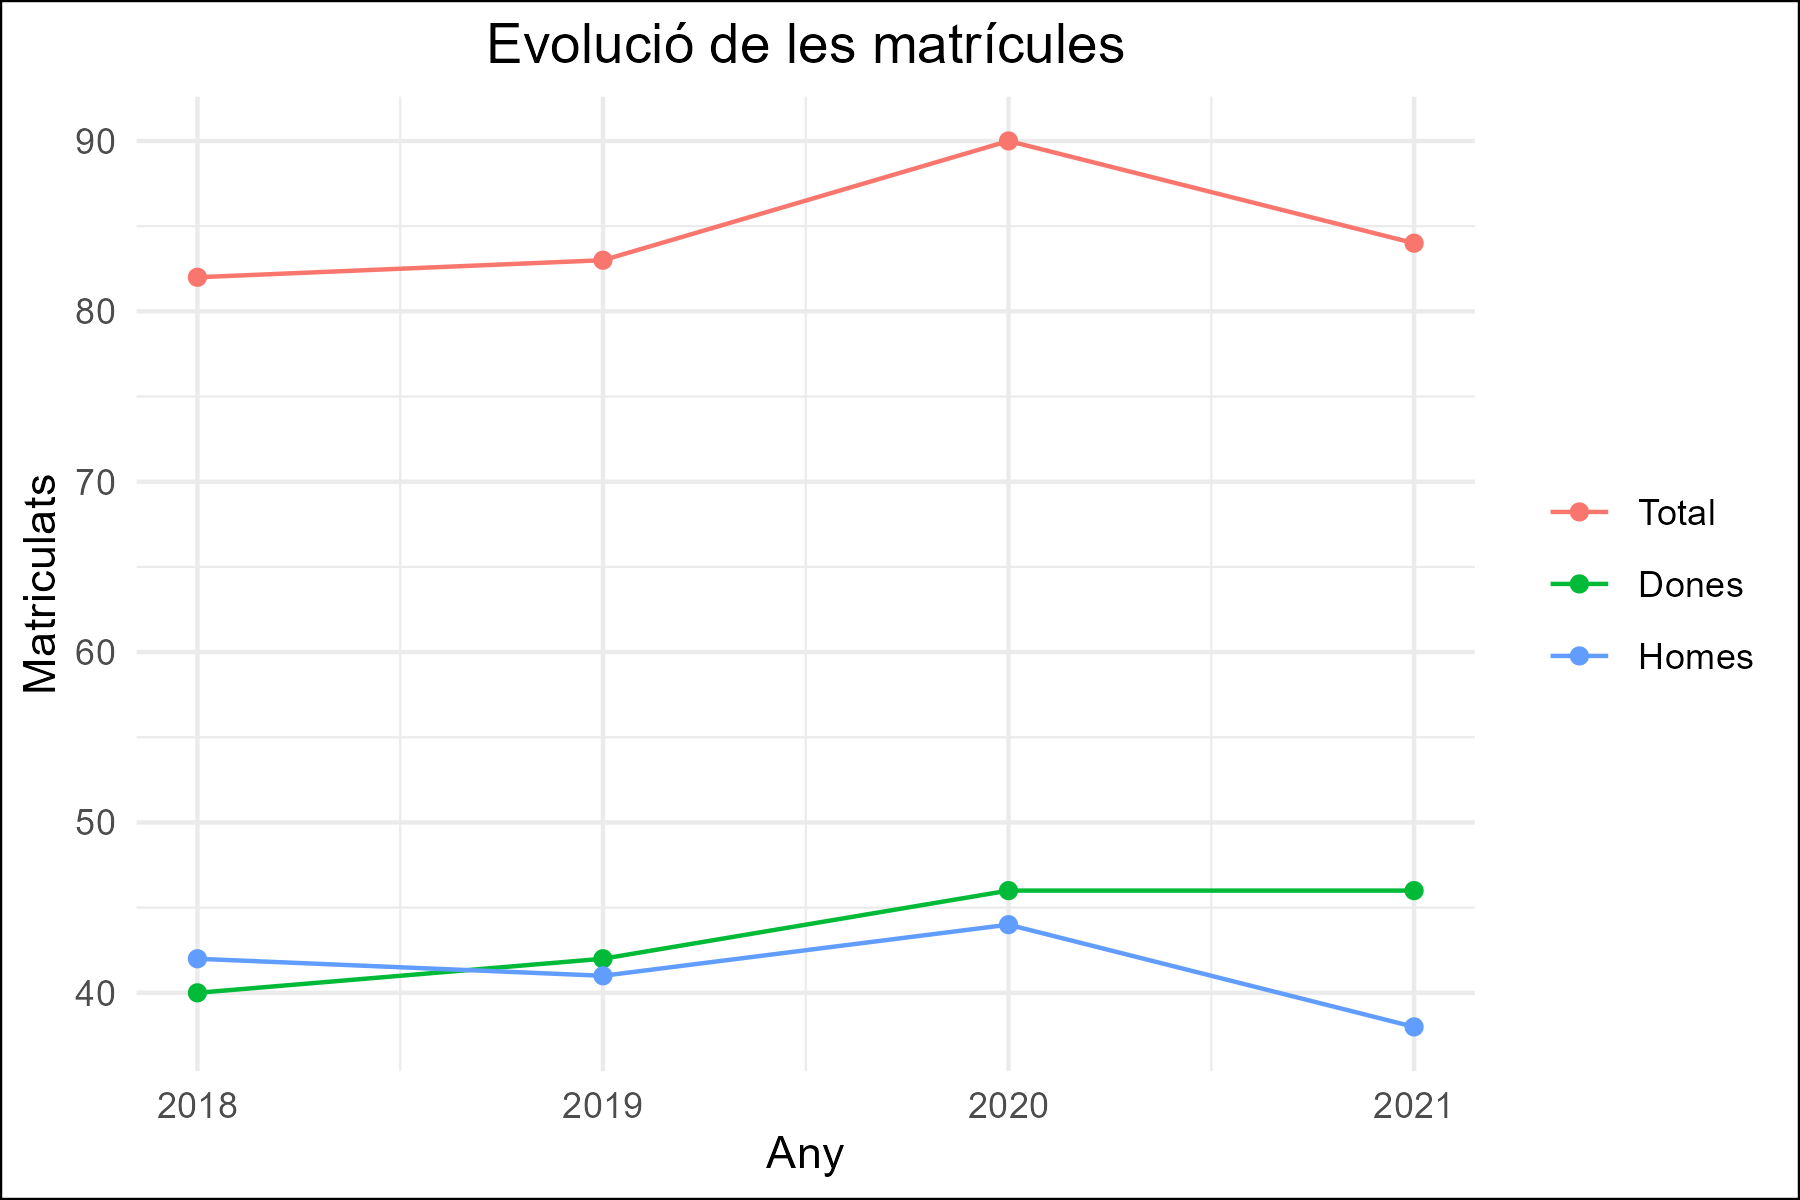 Evolució de les matrícules
90
80
70
60
50
40
Matriculats
2018 2019 2020 2021
Any
Total
Dones
Homes